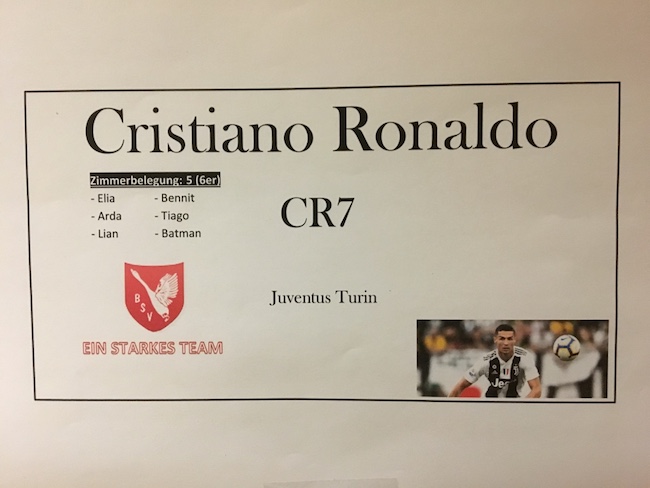 Cristiano Ronaldo
Zimmerbelegung: 5 (6er)
- Elia - Bennit
- Arda - Tiago
- Lian - Batman
CR7
BSV
EIN STARKES TEAM
Juventus Turin
Jeep